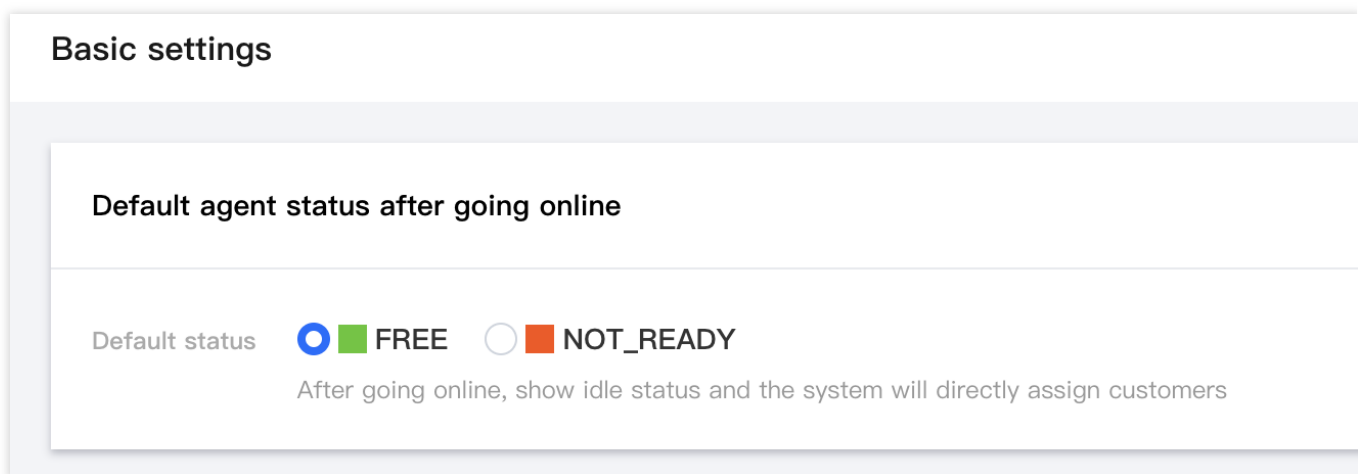 Basic settings
Default agent status after going online
Default status FREE NOT_READY
After going online, show idle status and the system will directly assign customers